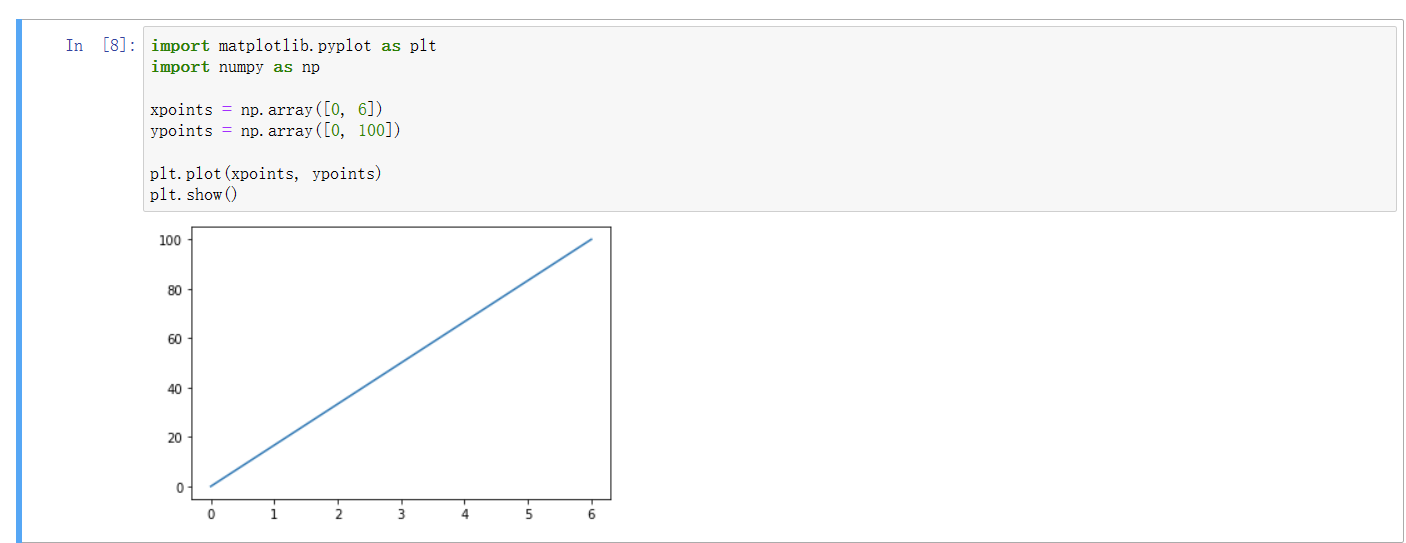 In [8]:
import matplotlib.pyplot as plt
import numpy as np
xpoints = np.array([0, 6])
ypoints = np.array([0, 100])
plt.plot(xpoints, ypoints)
plt.show()
100
80
60
40
20
0
0 1 2 3 4 5 6